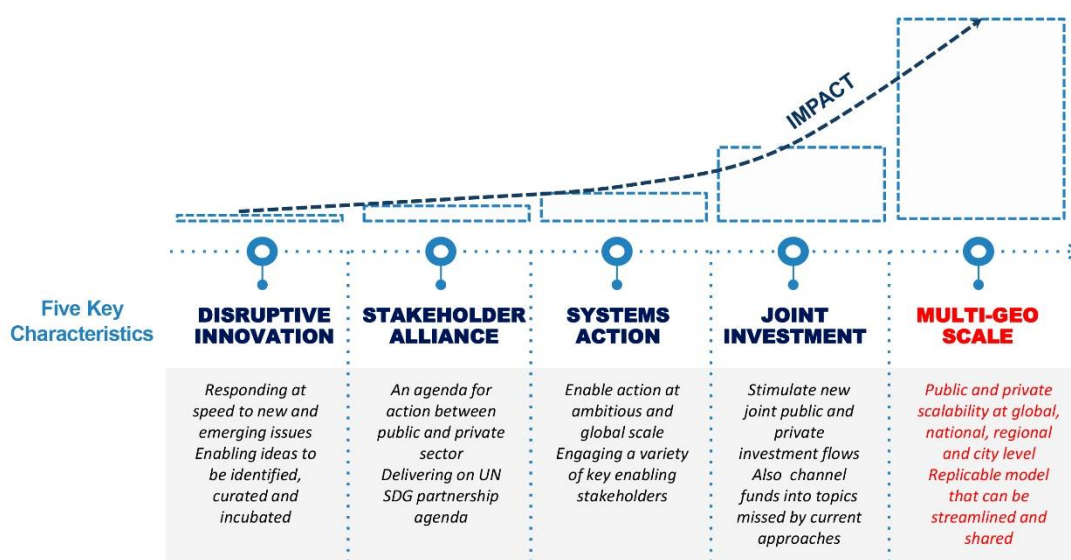 IMPACT
Five Key
Characteristics
DISRUPTIVE
INNOVATION
Responding at
speed to new and
emerging issues
Enabling ideas to
be identified,
curated and
incubated
STAKEHOLDER
ALLIANCE
An agenda for
action between
public and private
sector
Delivering on UN
SDG partnership
agenda
SYSTEMS
ACTION
Enable action at
ambitious and
global scale
Engaging a variety
of key enabling
stakeholders
JOINT
INVESTMENT
Stimulate new
joint public and
private
investment flows
Also channel
funds into topics
missed by current
approaches
MULTI-GEO
SCALE
Public and private
scalability at global,
national, regional
and city level
Replicable model
that can be
streamlined and
shared